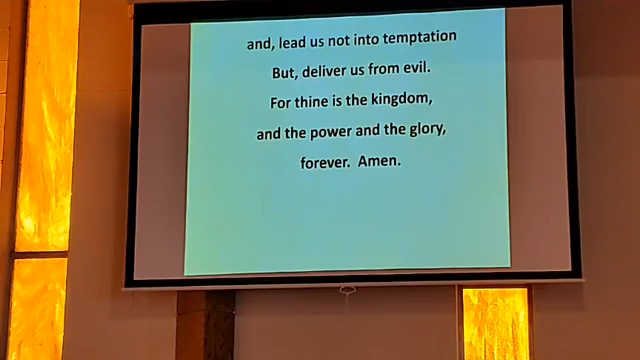 and, lead us not into temptation
But, deliver us from evil.
For thine is the kingdom,
and the power and the glory,
forever.  Amen.